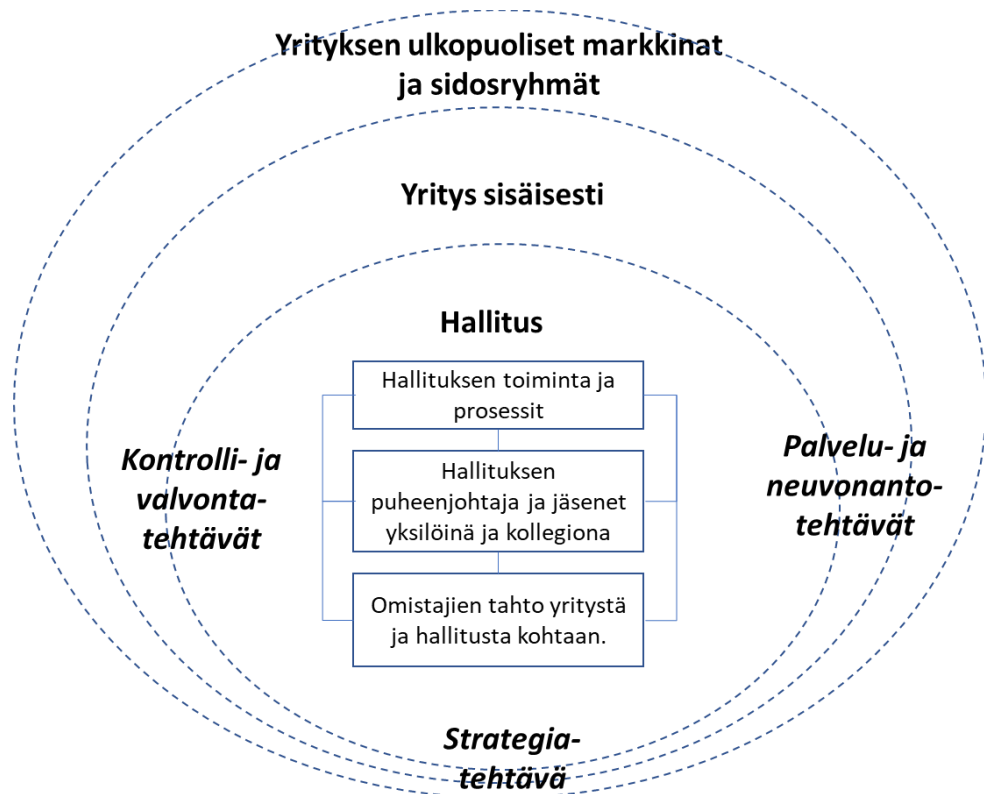 Yrityksen ulkopuoliset markkinat
ja sidosryhmät
Yritys sisäisesti
Hallitus
Hallituksen toiminta ja
prosessit
Kontrolli- ja
valvonta-
tehtävät
Hallituksen
puheenjohtaja ja jäsenet
yksilöinä ja kollegiona
Palvelu- ja
neuvonanto-
tehtävät
Omistajien tahto yritystä
ja hallitusta kohtaan.
Strategia-
tehtävä